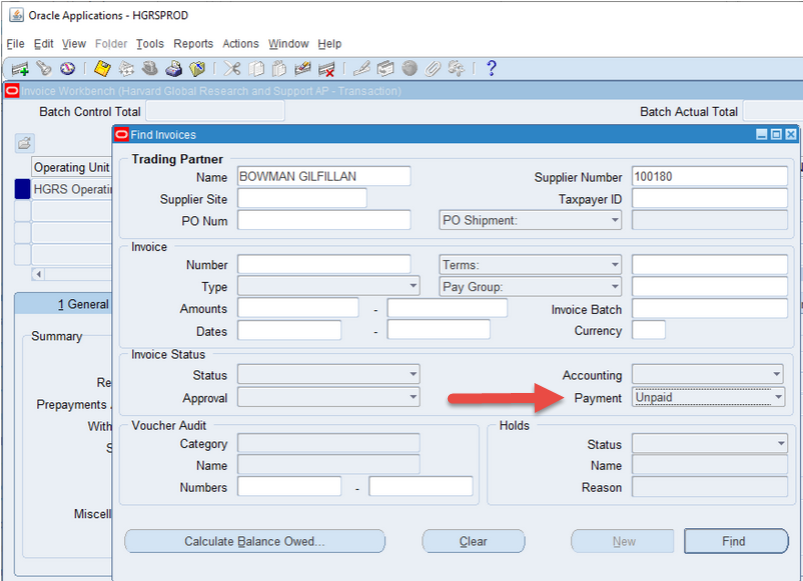 Oracle Applications - HGRSPROD
File Edit View Folder Tools Reports Actions Window Help
Invoice Workbench (Harvard Global Research and Support AP - Transaction)
Batch Control Total Batch Actual Total
Find Invoices
Trading Partner
Operating Unit Name BOWMAN GILFILLAN Supplier Number 100180
HGRS Operati Supplier Site Taxpayer ID
PO Num PO Shipment:
Invoice
Number Terms:
Type Pay Group:
1 General Amounts - Invoice Batch
Summary Dates - Currency
Invoice Status
Status Accounting
Re
Prepayments Approval Payment Unpaid
With Voucher Audit Holds
S Category Status
Name Name
Numbers - Reason
Miscell
Calculate Balance Owed... Clear New Find